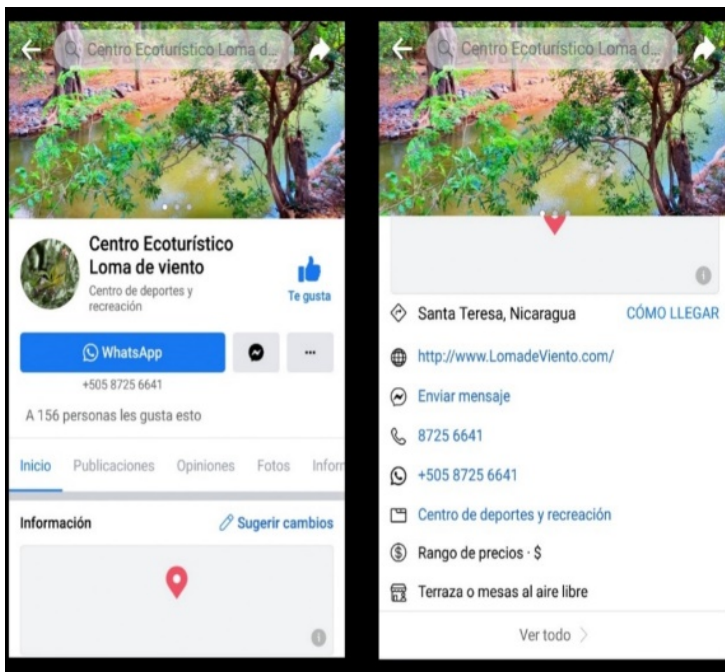 Centro Ecoturístico Loma d...
Centro Ecoturístico
Loma de viento
Centro de deportes y
recreación
Te gusta
WhatsApp
+505 8725 6641
A 156 personas les gusta esto
Inicio Publicaciones Opiniones Fotos Inforr
Información Sugerir cambios
Centro Ecoturístico Loma d...
Santa Teresa, Nicaragua CÓMO LLEGAR
http://www.LomadeViento.com/
Enviar mensaje
8725 6641
+505 8725 6641
Centro de deportes y recreación
Rango de precios · $
Terraza o mesas al aire libre
Ver todo